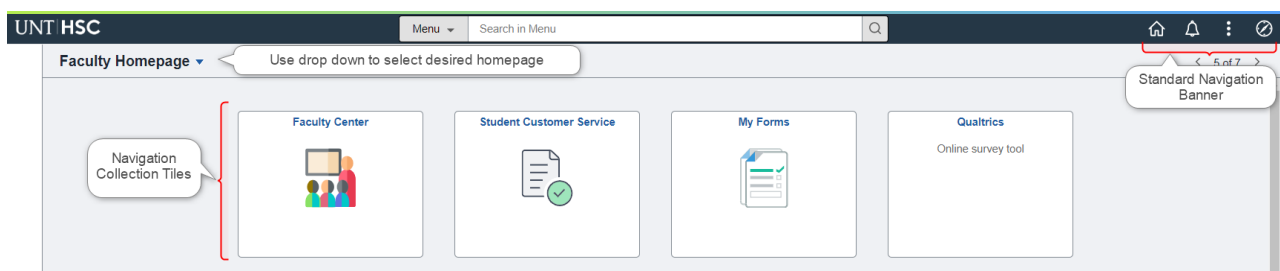 UNT HSC
Menu
Search in Menu
Faculty Homepage
Use drop down to select desired homepage
5 of 7
Standard Navigation
Banner
Navigation
Collection Tiles
Faculty Center
Student Customer Service
My Forms
Qualtrics
Online survey tool